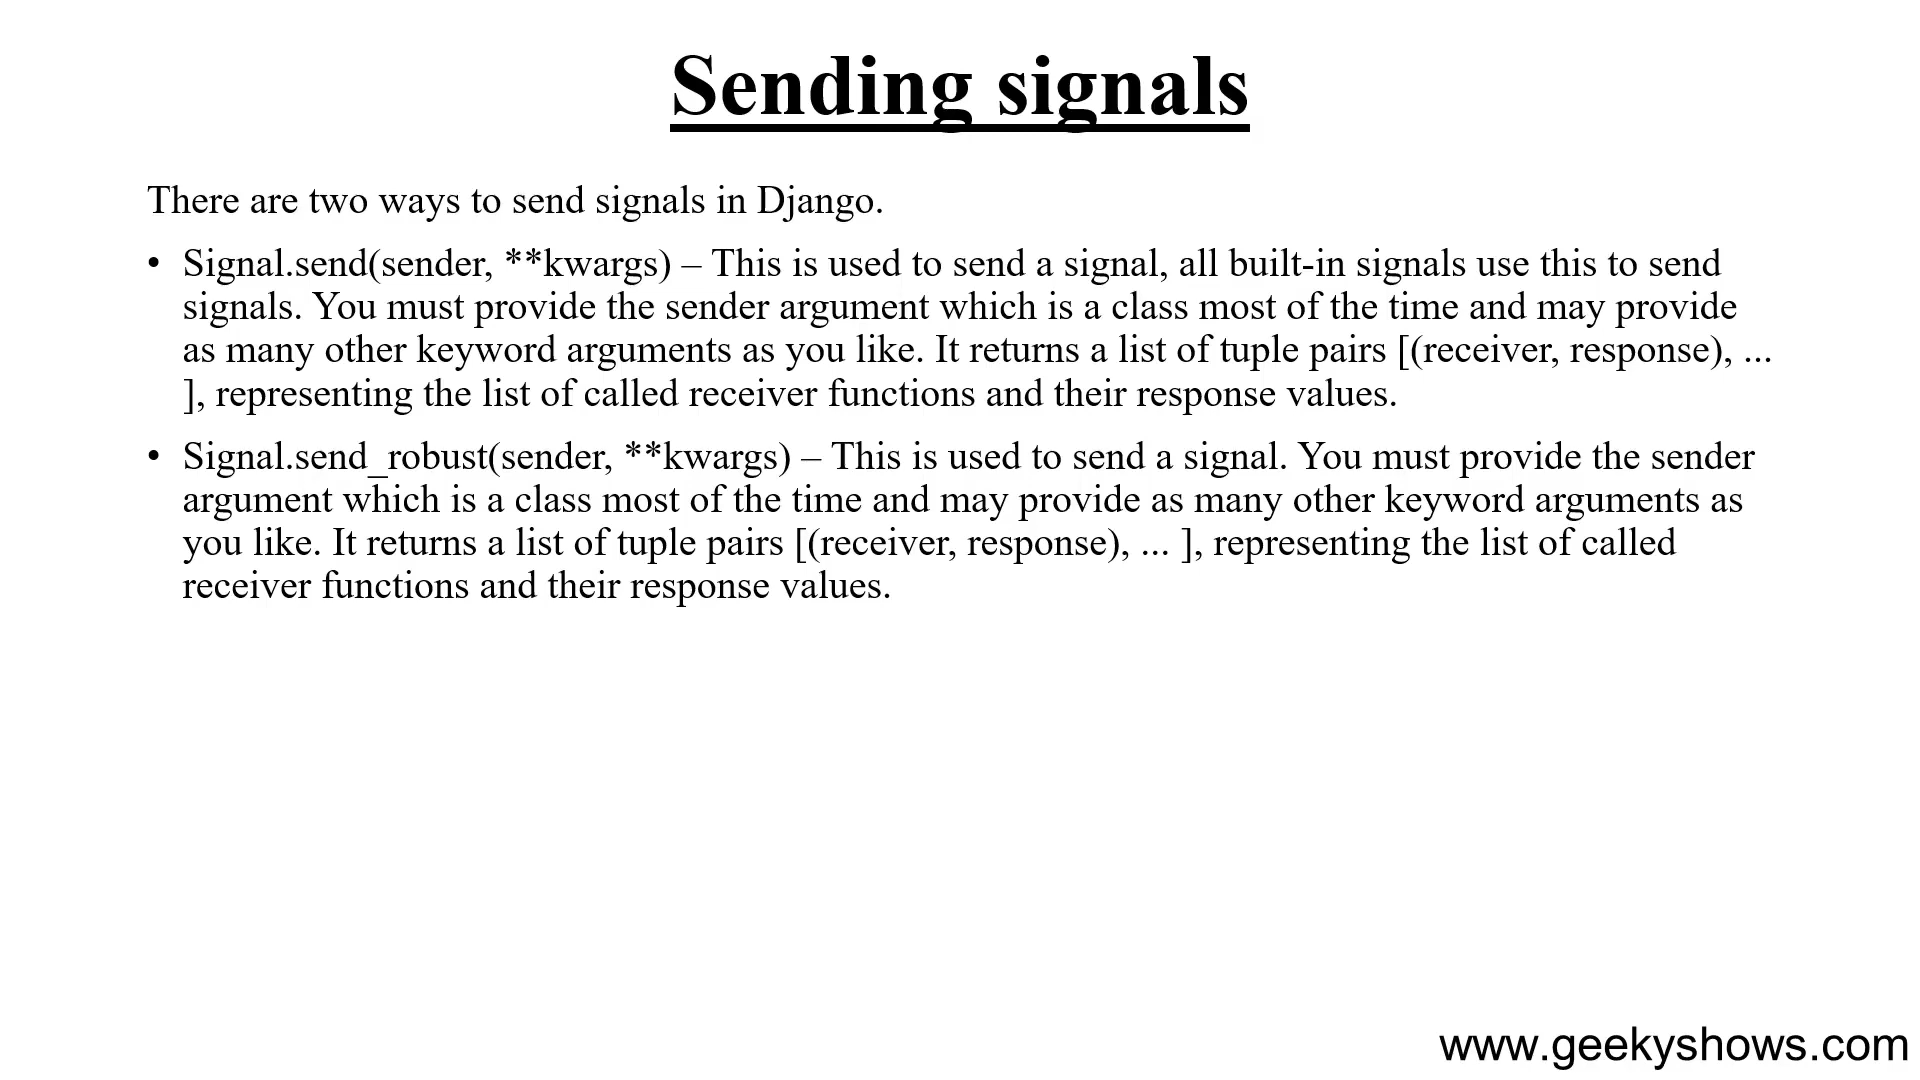 Sending signals
There are two ways to send signals in Django.
• Signal.send(sender, **kwargs) – This is used to send a signal, all built-in signals use this to send
signals. You must provide the sender argument which is a class most of the time and may provide
as many other keyword arguments as you like. It returns a list of tuple pairs [(receiver, response), ...
], representing the list of called receiver functions and their response values.
• Signal.send_robust(sender, **kwargs) – This is used to send a signal. You must provide the sender
argument which is a class most of the time and may provide as many other keyword arguments as
you like. It returns a list of tuple pairs [(receiver, response), ... ], representing the list of called
receiver functions and their response values.
www.geekyshows.com